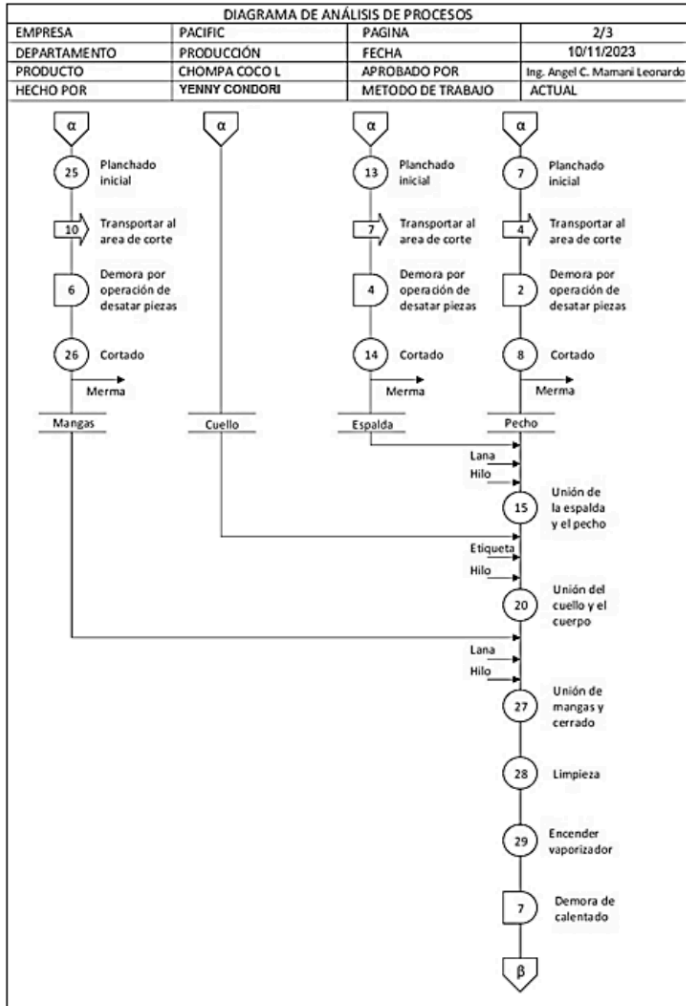 DIAGRAMA DE ANÁLISIS DE PROCESOS
EMPRESA PACIFIC PAGINA 2/3
DEPARTAMENTO PRODUCCIÓN FECHA 10/11/2023
PRODUCTO CHOMPA COCO L APROBADO POR Ing. Angel C. Mamani Leonardo
HECHO POR YENNY CONDORI METODO DE TRABAJO ACTUAL
α α α α
25 Planchado
inicial
13 Planchado
inicial
7 Planchado
inicial
10 Transportar al
area de corte
7 Transportar al
area de corte
4 Transportar al
area de corte
6 Demora por
operación de
desatar piezas
4 Demora por
operación de
desatar piezas
2 Demora por
operación de
desatar piezas
26 Cortado
14 Cortado
8 Cortado
Merma Merma Merma
Mangas Cuello Espalda Pecho
Lana
Hilo
15 Unión de
la espalda
y el pecho
Etiqueta
Hilo
20 Unión del
cuello y el
cuerpo
Lana
Hilo
27 Unión de
mangas y
cerrado
28 Limpieza
29 Encender
vaporizador
7 Demora de
calentado
β